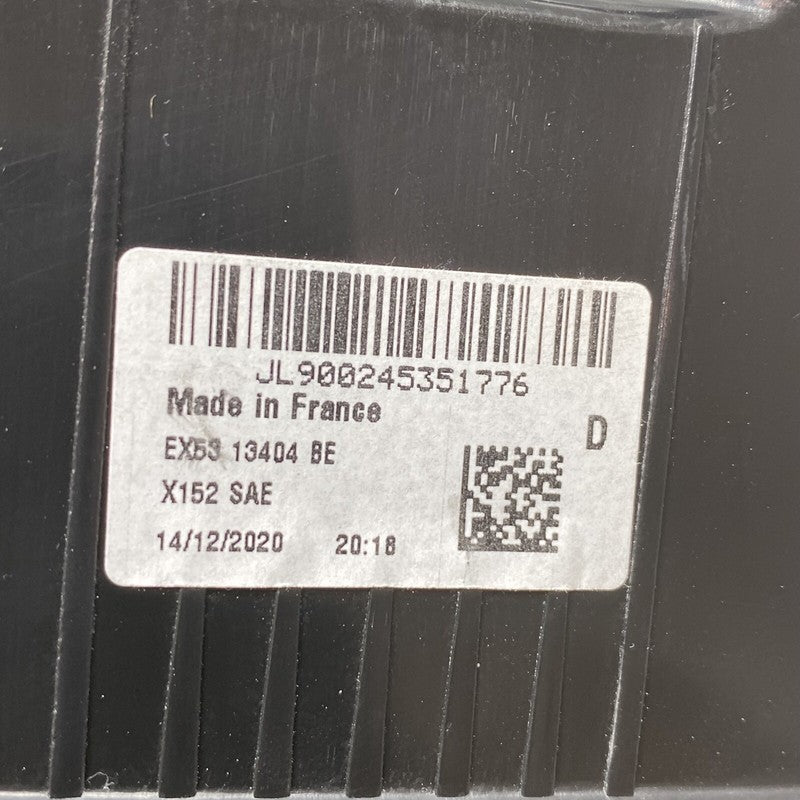 JL900245351776
Made in France
D
EX53 13404 BE
X152 SAE
14/12/2020 20:18